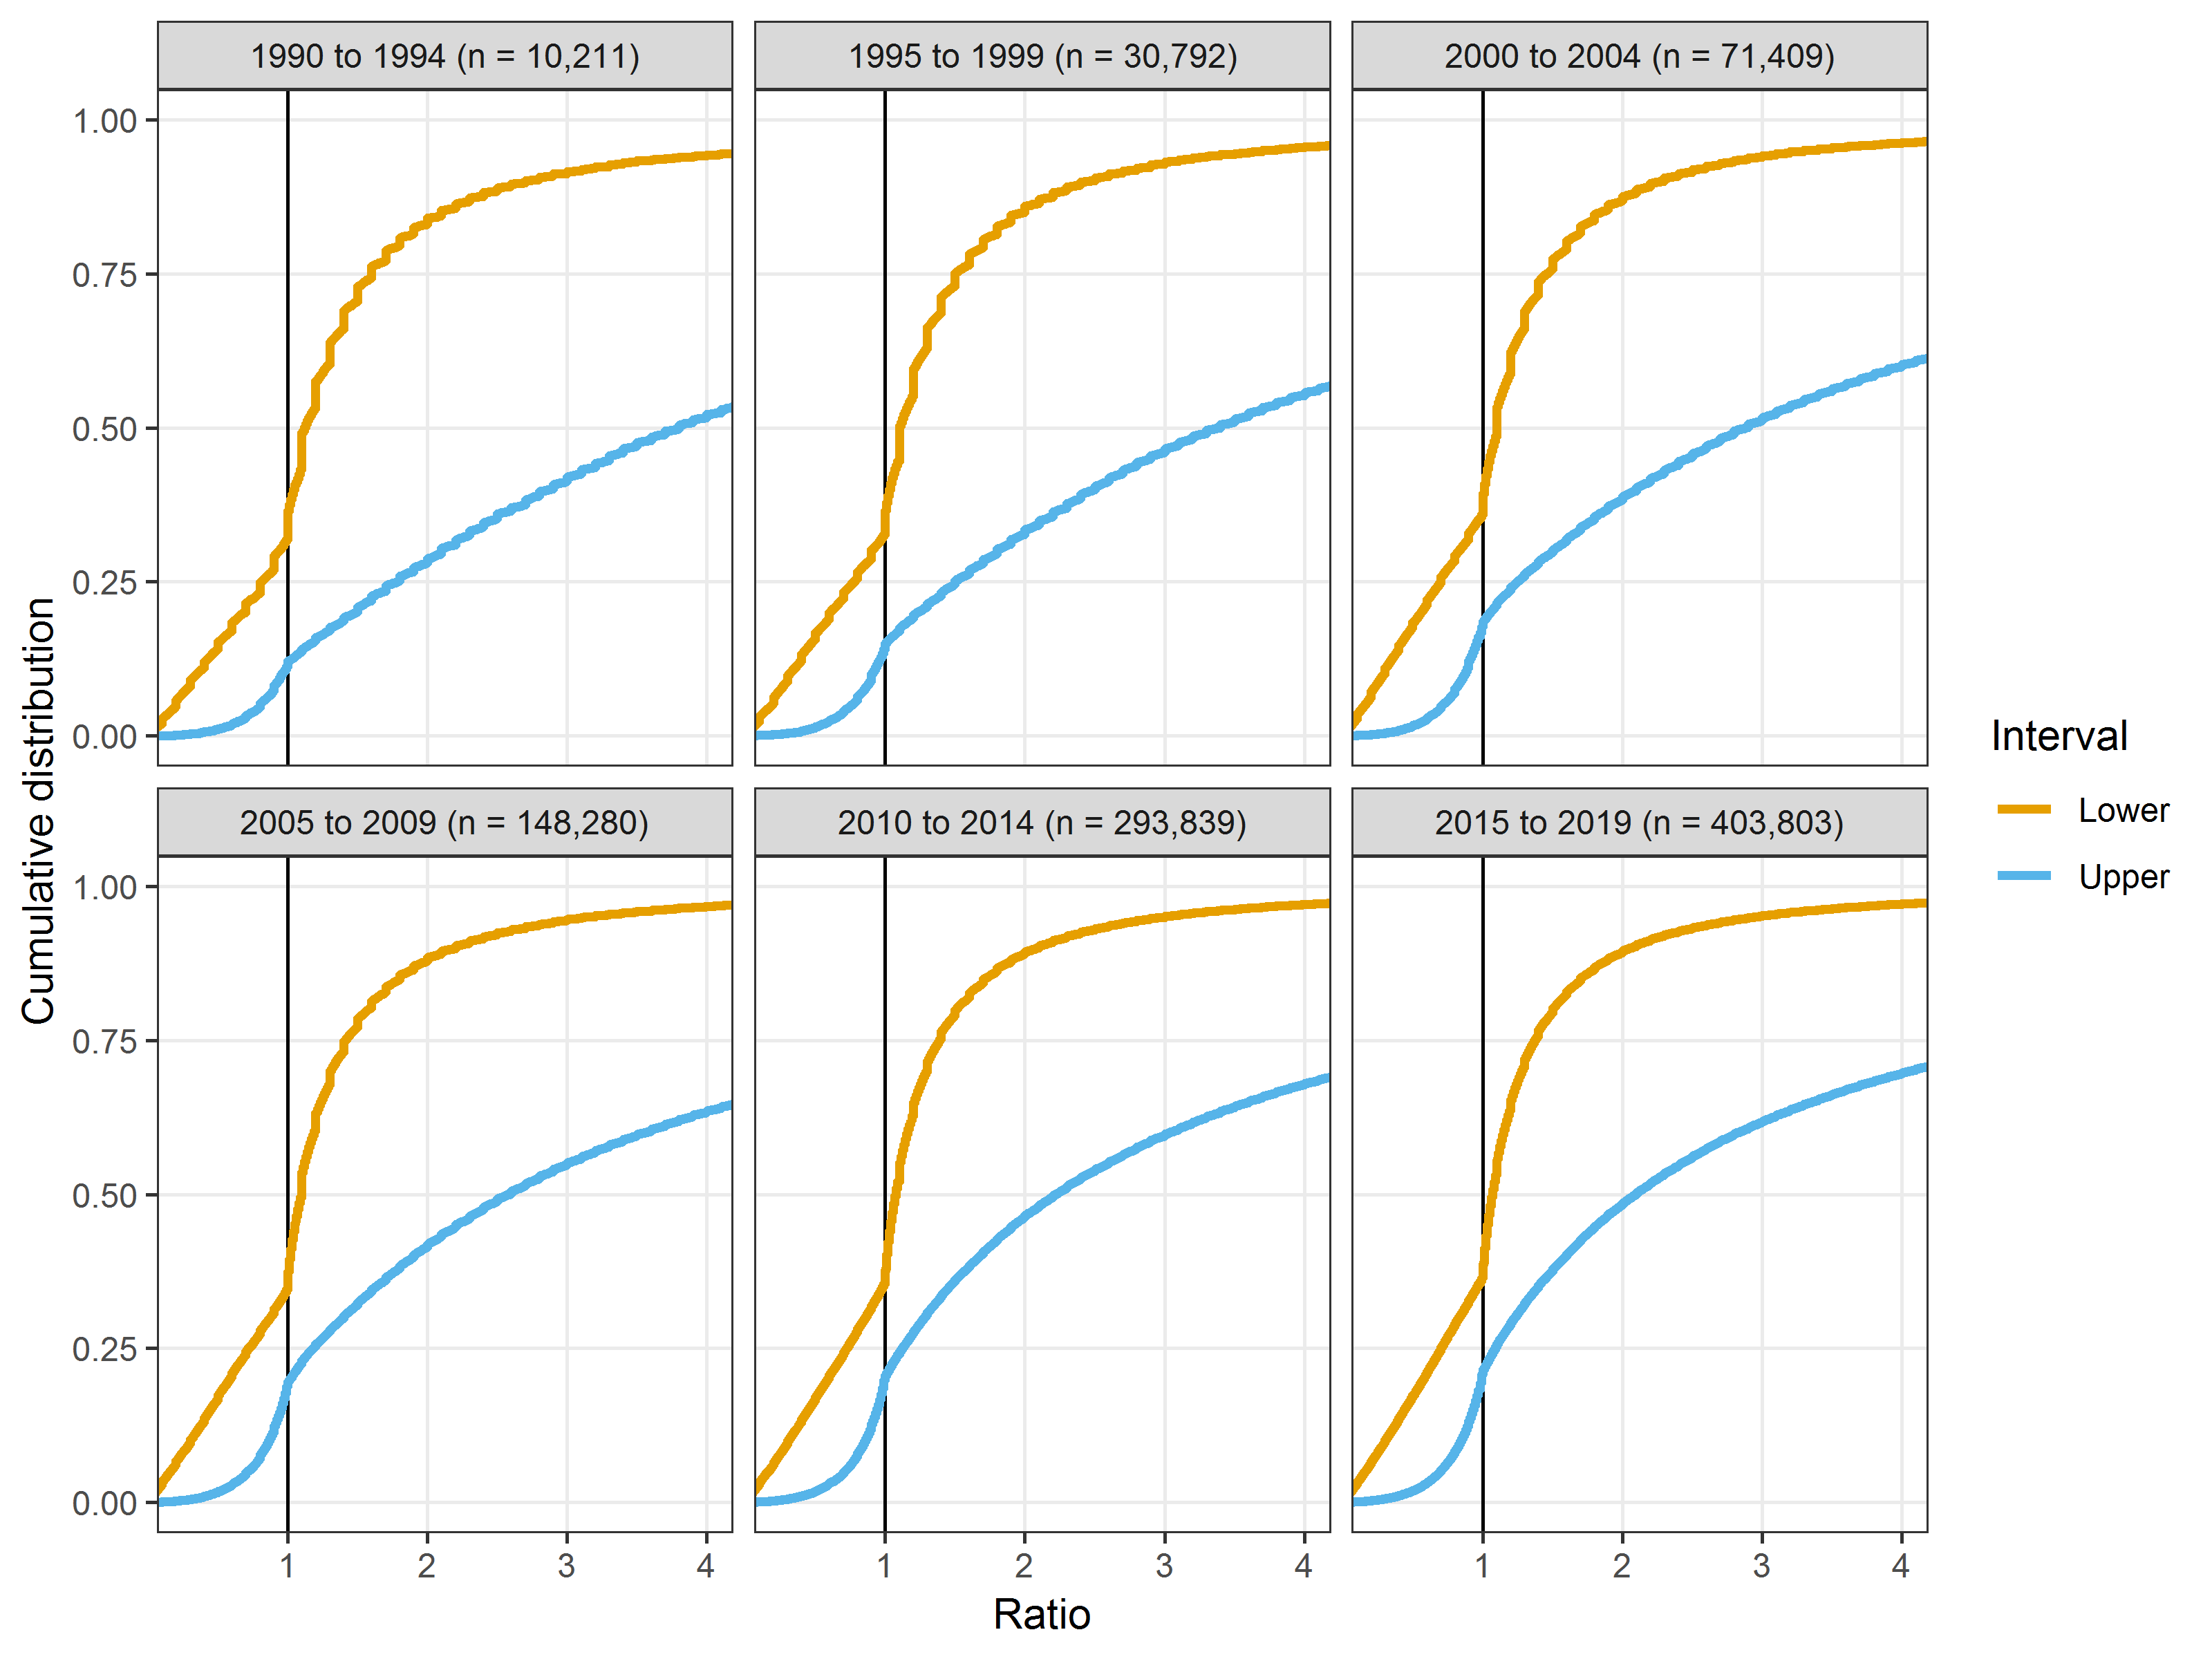 1990 to 1994 (n = 10,211)
1995 to 1999 (n = 30,792)
2000 to 2004 (n = 71,409)
1.00
0.75
0.50
0.25
0.00
2005 to 2009 (n = 148,280)
2010 to 2014 (n = 293,839)
2015 to 2019 (n = 403,803)
1.00
0.75
0.50
0.25
0.00
1 2 3 4
1 2 3 4
1 2 3 4
Ratio
Cumulative distribution
Interval
Lower
Upper